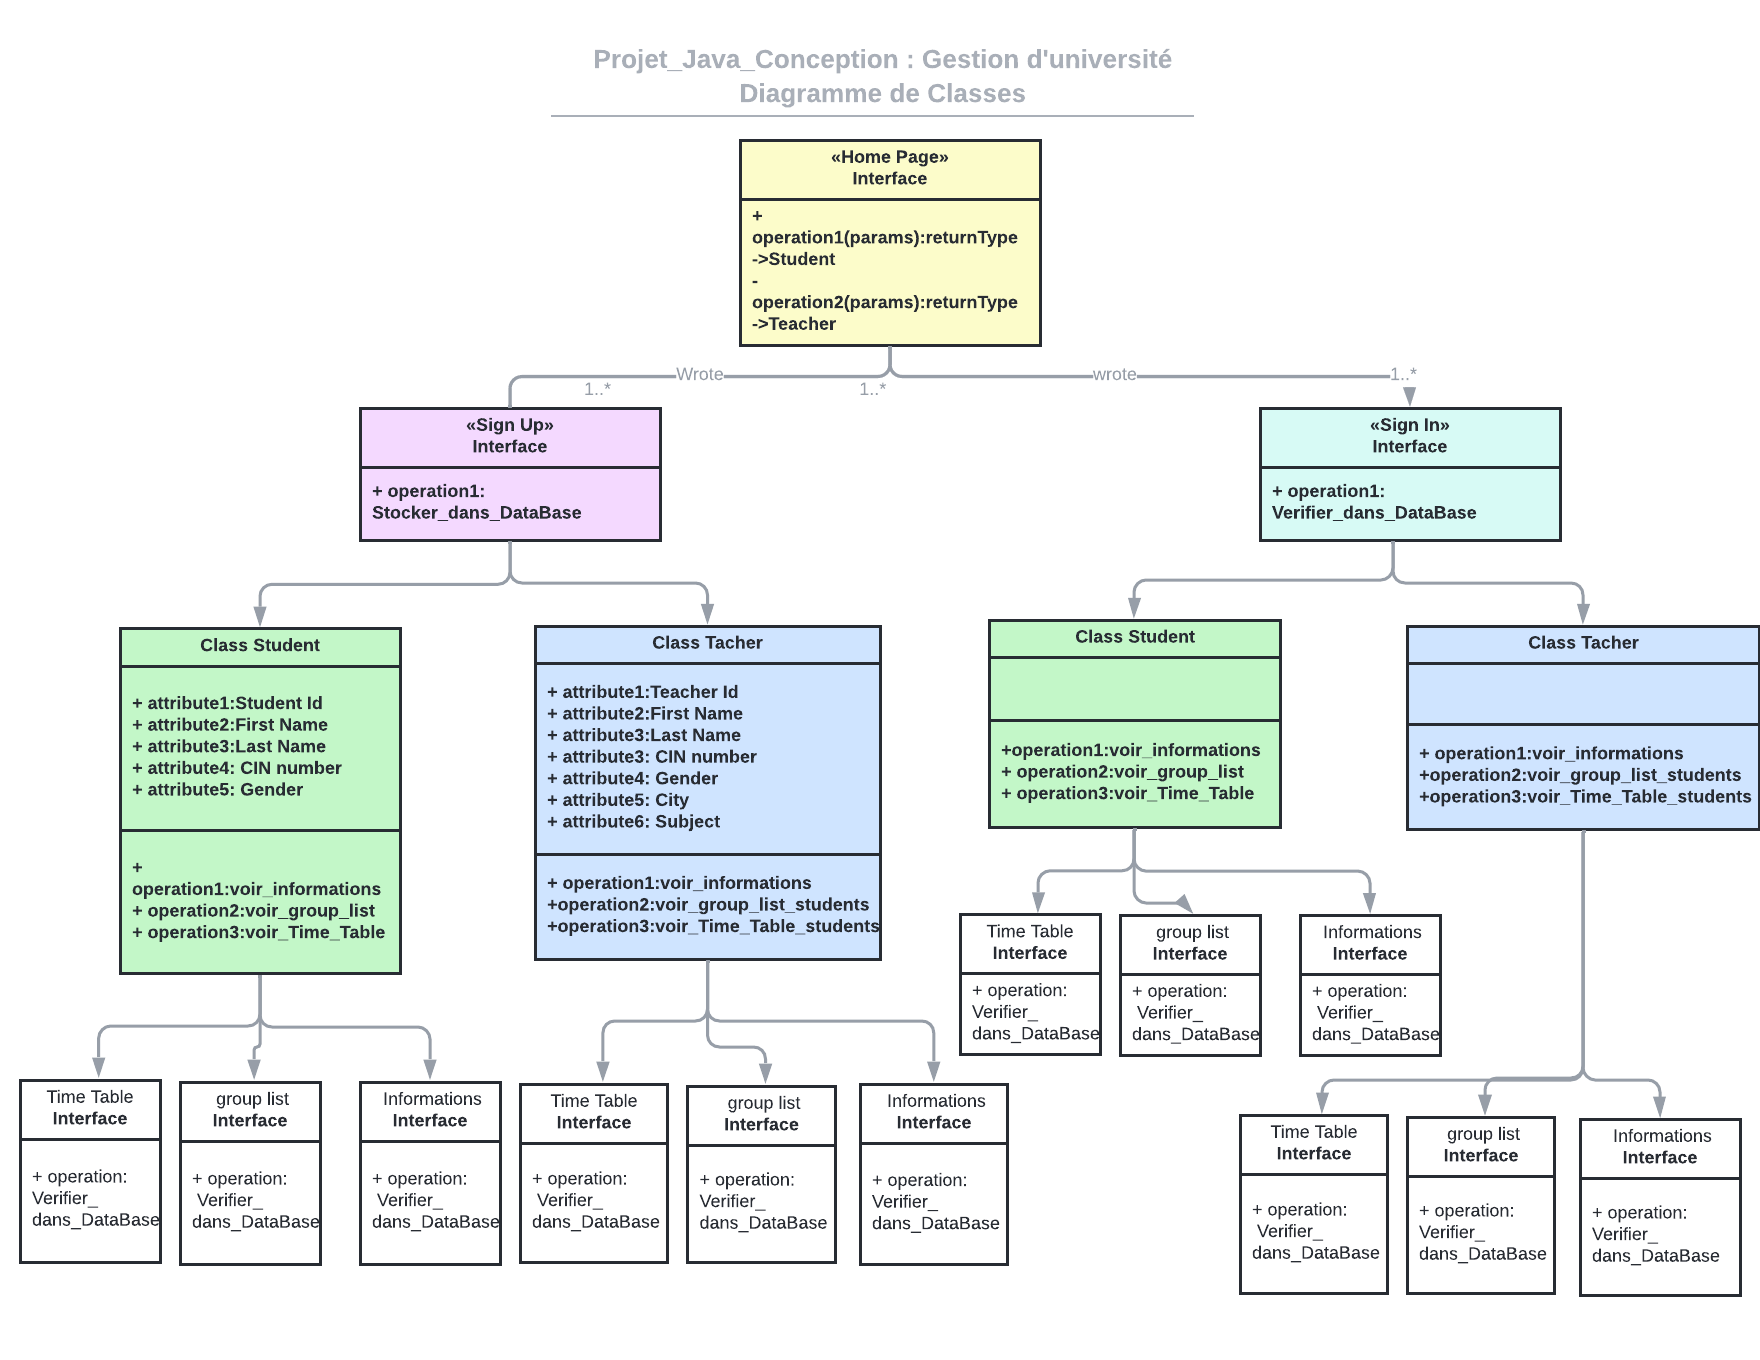 Projet_Java_Conception : Gestion d'université
Diagramme de Classes
«Home Page»
Interface
+
operation1(params):returnType
->Student
-
operation2(params):returnType
->Teacher
Wrote
wrote
1..*
1..*
1..*
«Sign Up»
Interface
+ operation1:
Stocker_dans_DataBase
«Sign In»
Interface
+ operation1:
Verifier_dans_DataBase
Class Student
+ attribute1:Student Id
+ attribute2:First Name
+ attribute3:Last Name
+ attribute4: CIN number
+ attribute5: Gender
+
operation1:voir_informations
+ operation2:voir_group_list
+ operation3:voir_Time_Table
Class Tacher
+ attribute1:Teacher Id
+ attribute2:First Name
+ attribute3:Last Name
+ attribute3: CIN number
+ attribute4: Gender
+ attribute5: City
+ attribute6: Subject
+ operation1:voir_informations
+operation2:voir_group_list_students
+operation3:voir_Time_Table_students
Class Student
+operation1:voir_informations
+ operation2:voir_group_list
+ operation3:voir_Time_Table
Class Tacher
+ operation1:voir_informations
+operation2:voir_group_list_students
+operation3:voir_Time_Table_students
Time Table
Interface
+ operation:
Verifier_
dans_DataBase
group list
Interface
+ operation:
Verifier_
dans_DataBase
Informations
Interface
+ operation:
Verifier_
dans_DataBase
Time Table
Interface
+ operation:
Verifier_
dans_DataBase
group list
Interface
+ operation:
Verifier_
dans_DataBase
Informations
Interface
+ operation:
Verifier_
dans_DataBase
Time Table
Interface
+ operation:
Verifier_
dans_DataBase
group list
Interface
+ operation:
Verifier_
dans_DataBase
Informations
Interface
+ operation:
Verifier_
dans_DataBase
Time Table
Interface
+ operation:
Verifier_
dans_DataBase
group list
Interface
+ operation:
Verifier_
dans_DataBase
Informations
Interface
+ operation:
Verifier_
dans_DataBase